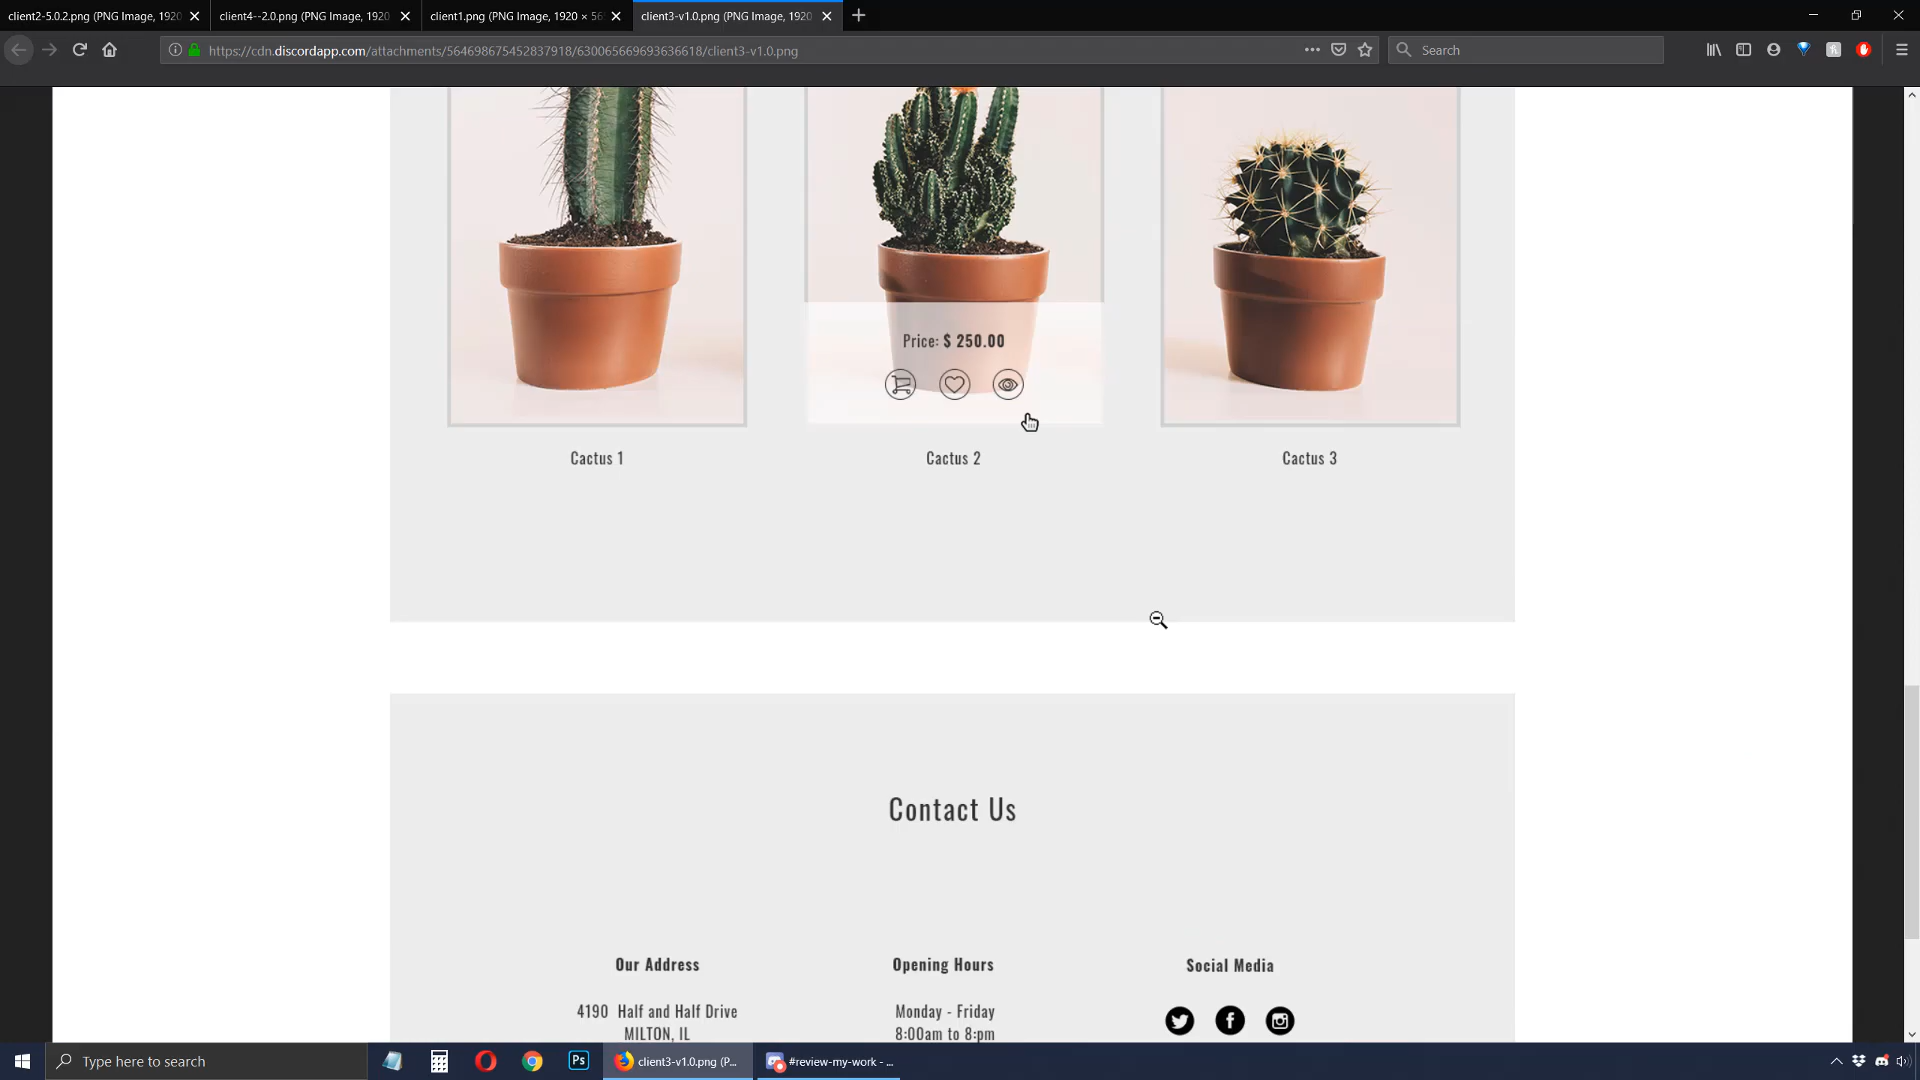 client2-5.0.2.png (PNG Image, 1920
client4--2.0.png (PNG Image, 1920
client1.png (PNG Image, 1920 × 56
client3-v1.0.png (PNG Image, 1920
https://cdn.discordapp.com/attachments/564698675452837918/630065669693636618/client3-v1.0.png
Search
Price: $ 250.00
Cactus 1
Cactus 2
Cactus 3
Contact Us
Our Address
Opening Hours
Social Media
4190 Half and Half Drive
Monday - Friday
MILTON, IL
8:00am to 8:pm
Type here to search
Ps
client3-v1.0.png (P...
#review-my-work - ...